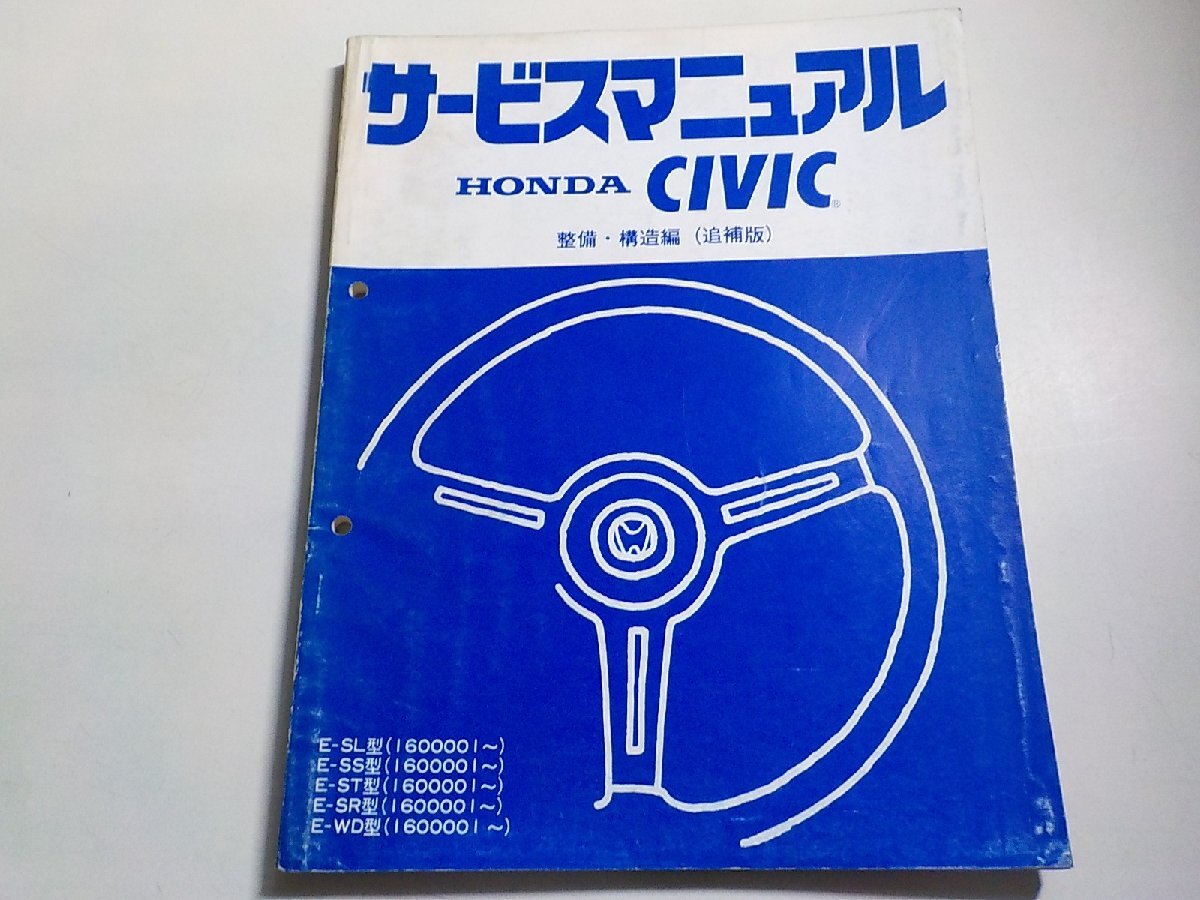 サービスマニュアル
HONDA CIVIC®
整備・構造編（追補版）
E-SL型(1600001～)
E-SS型(1600001～)
E-ST型(1600001～)
E-SR型(1600001～)
E-WD型(1600001～)